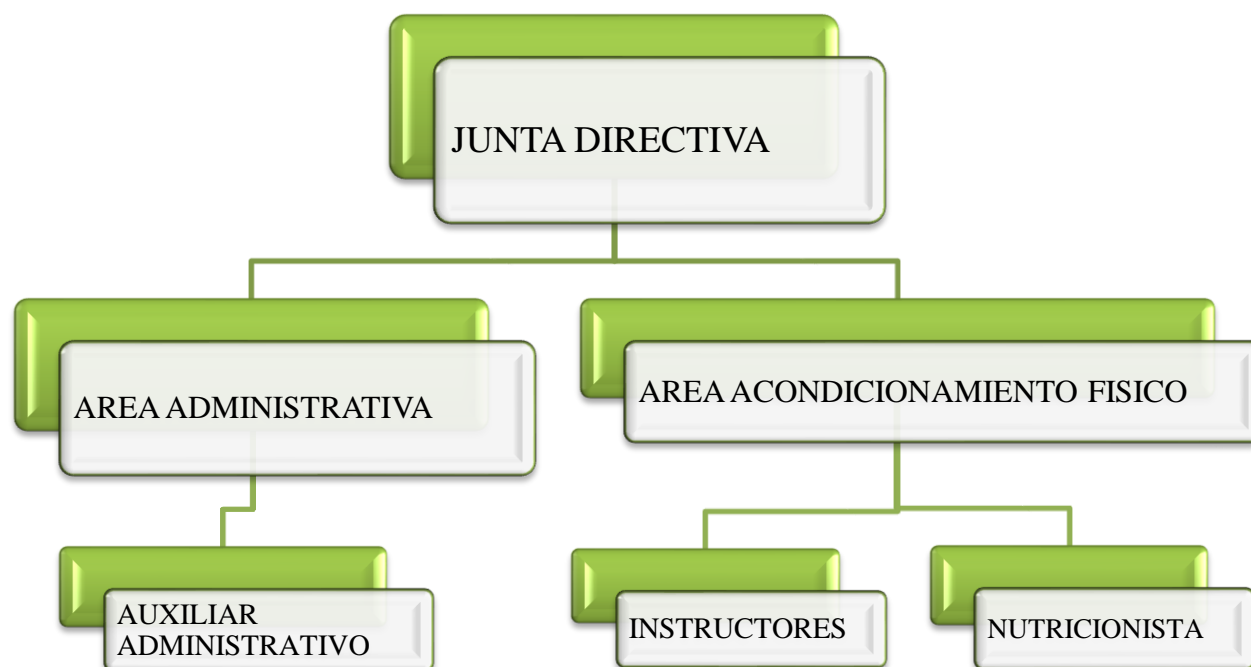 JUNTA DIRECTIVA
AREA ADMINISTRATIVA
AREA ACONDICIONAMIENTO FISICO
AUXILIAR
ADMINISTRATIVO
INSTRUCTORES
NUTRICIONISTA